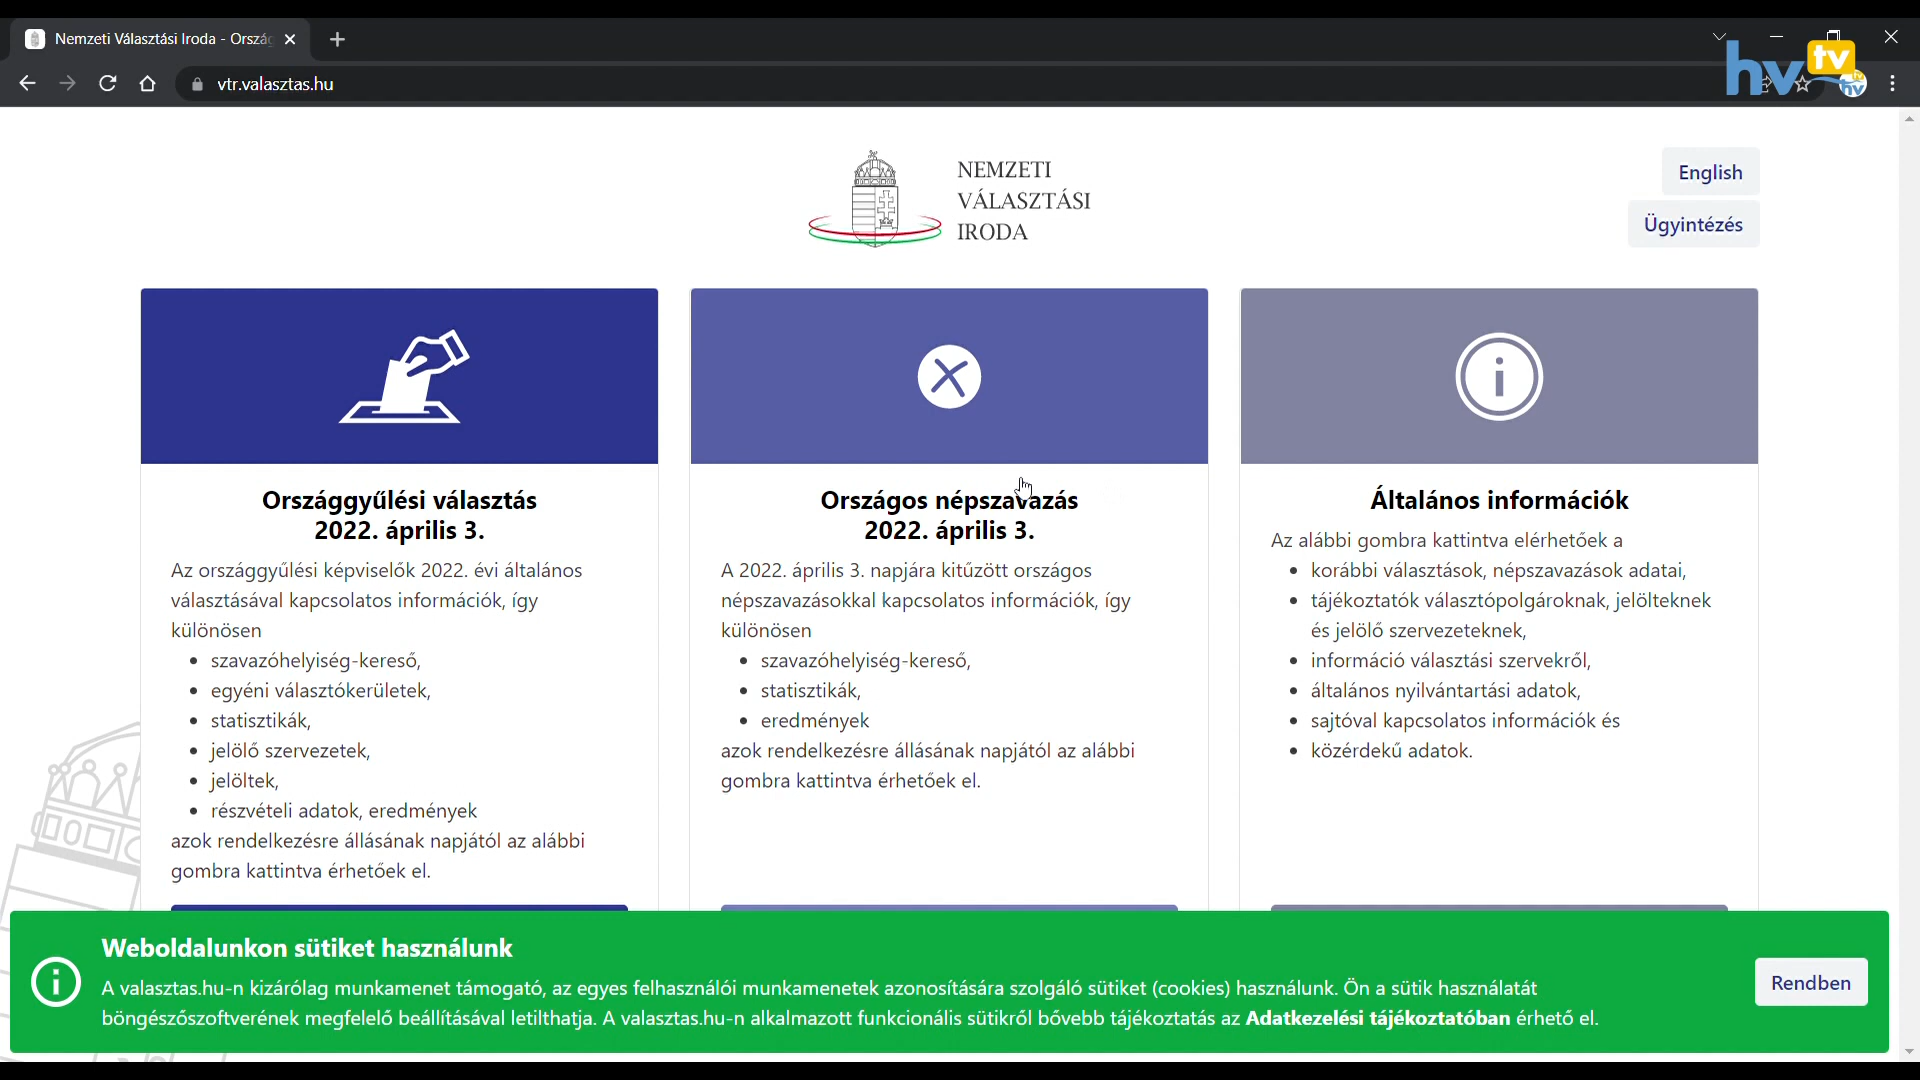 Nemzeti Választási Iroda - Orszá
vtr.valasztas.hu
hv tv
NEMZETI
VÁLASZTÁSI
IRODA
English
Ügyintézés
Országgyűlési választás
2022. április 3.
Az országgyűlési képviselők 2022. évi általános
választásával kapcsolatos információk, így
különösen
szavazóhelyiség-kereső,
egyéni választókerületek,
statisztikák,
jelölő szervezetek,
jelöltek,
részvételi adatok, eredmények
azok rendelkezésre állásának napjától az alábbi
gombra kattintva érhetőek el.
Országos népszavazás
2022. április 3.
A 2022. április 3. napjára kitűzött országos
népszavazásokkal kapcsolatos információk, így
különösen
szavazóhelyiség-kereső,
statisztikák,
eredmények
azok rendelkezésre állásának napjától az alábbi
gombra kattintva érhetőek el.
Általános információk
Az alábbi gombra kattintva elérhetőek a
korábbi választások, népszavazások adatai,
tájékoztatók választópolgároknak, jelölteknek
és jelölő szervezeteknek,
információ választási szervekről,
általános nyilvántartási adatok,
sajtóval kapcsolatos információk és
közérdekű adatok.
Weboldalunkon sütiket használunk
A valasztas.hu-n kizárólag munkamenet támogató, az egyes felhasználói munkamenetek azonosítására szolgáló sütiket (cookies) használunk. Ön a sütik használatát
böngészőszoftverének megfelelő beállításával letilthatja. A valasztas.hu-n alkalmazott funkcionális sütikről bővebb tájékoztatás az Adatkezelési tájékoztatóban érhető el.
Rendben